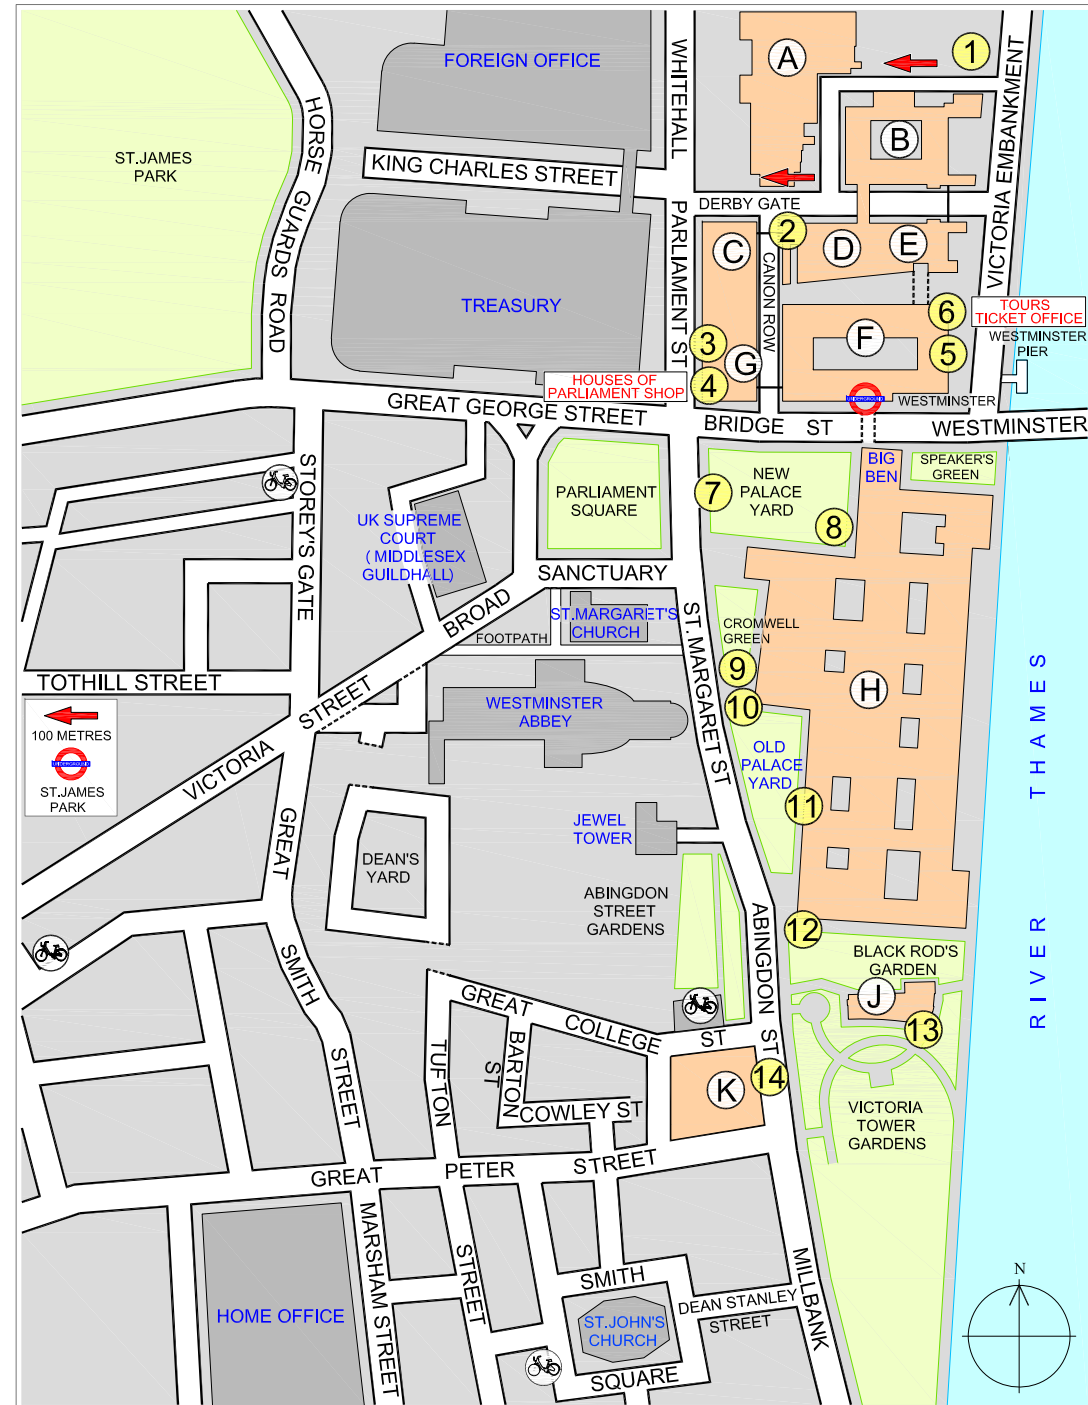 FOREIGN OFFICE
WHITEHALL
A
1
VICTORIA EMBANKMENT
B
ST.JAMES
PARK
HORSE GUARDS ROAD
KING CHARLES STREET
DERBY GATE
PARLIAMENT ST
C
2
D
E
CANON ROW
TREASURY
6
TOURS
TICKET OFFICE
WESTMINSTER
PIER
3
F
5
G
4
HOUSES OF
PARLIAMENT SHOP
WESTMINSTER
GREAT GEORGE STREET
BRIDGE ST
WESTMINSTER
BIG
BEN
SPEAKER'S
GREEN
NEW
PALACE
YARD
7
8
PARLIAMENT
SQUARE
STOREY'S GATE
UK SUPREME
COURT
( MIDDLESEX
GUILDHALL)
BROAD
SANCTUARY
ST.MARGARET'S
CHURCH
FOOTPATH
ST. MARGARET ST
CROMWELL
GREEN
9
10
H
TOTHILL STREET
100 METRES
UNDERGROUND
ST.JAMES
PARK
VICTORIA STREET
WESTMINSTER
ABBEY
OLD
PALACE
YARD
11
RIVER THAMES
JEWEL
TOWER
DEAN'S
YARD
ABINGDON
STREET
GARDENS
GREAT SMITH STREET
ABINGDON ST
12
BLACK ROD'S
GARDEN
J
13
GREAT COLLEGE ST
TUFTON STREET
BARTON
ST
COWLEY ST
K
14
VICTORIA
TOWER
GARDENS
GREAT PETER STREET
MARSHAM STREET
HOME OFFICE
SMITH
SQUARE
ST.JOHN'S
CHURCH
DEAN STANLEY
STREET
MILLBANK
N